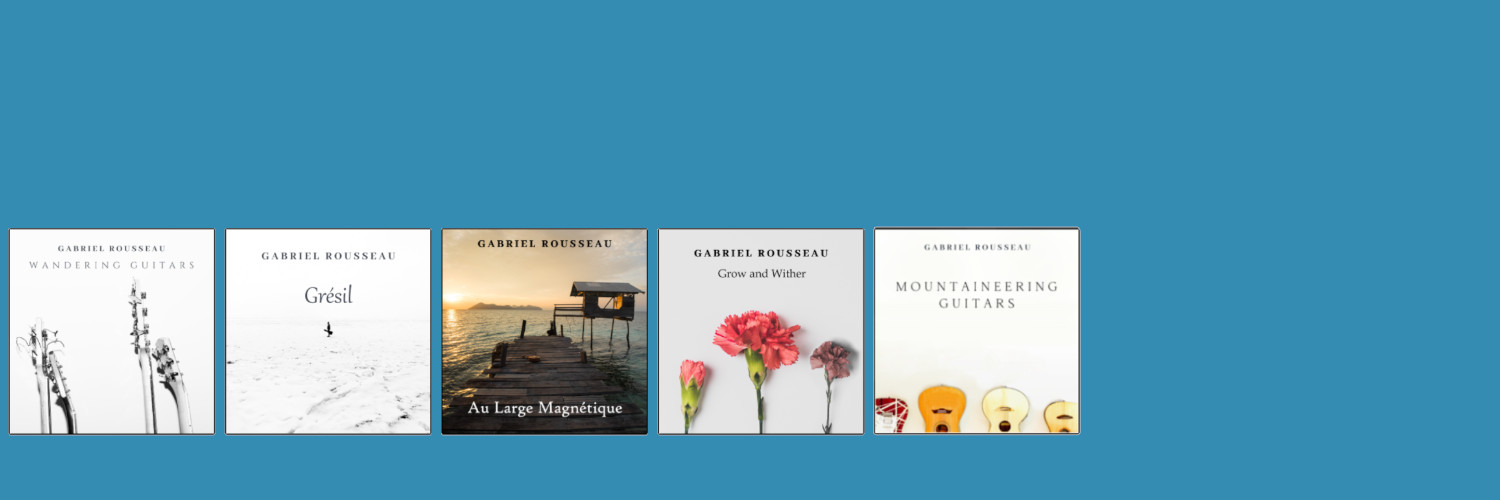 GABRIEL ROUSSEAU
WANDERING GUITARS
GABRIEL ROUSSEAU
Grésil
GABRIEL ROUSSEAU
Au Large Magnétique
GABRIEL ROUSSEAU
Grow and Wither
GABRIEL ROUSSEAU
MOUNTAINEERING
GUITARS